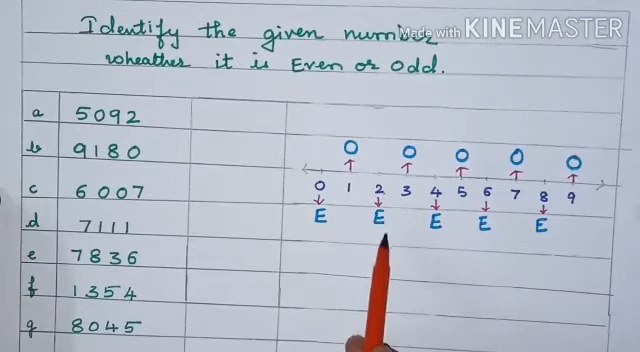 Identify the given number
Made with KINEMASTER
wheather it is Even or odd.
a 5092
b 9180
c 6007
d 7111
e 7836
f 1354
g 8045
O O O O O
0 1 2 3 4 5 6 7 8 9
E E E E E